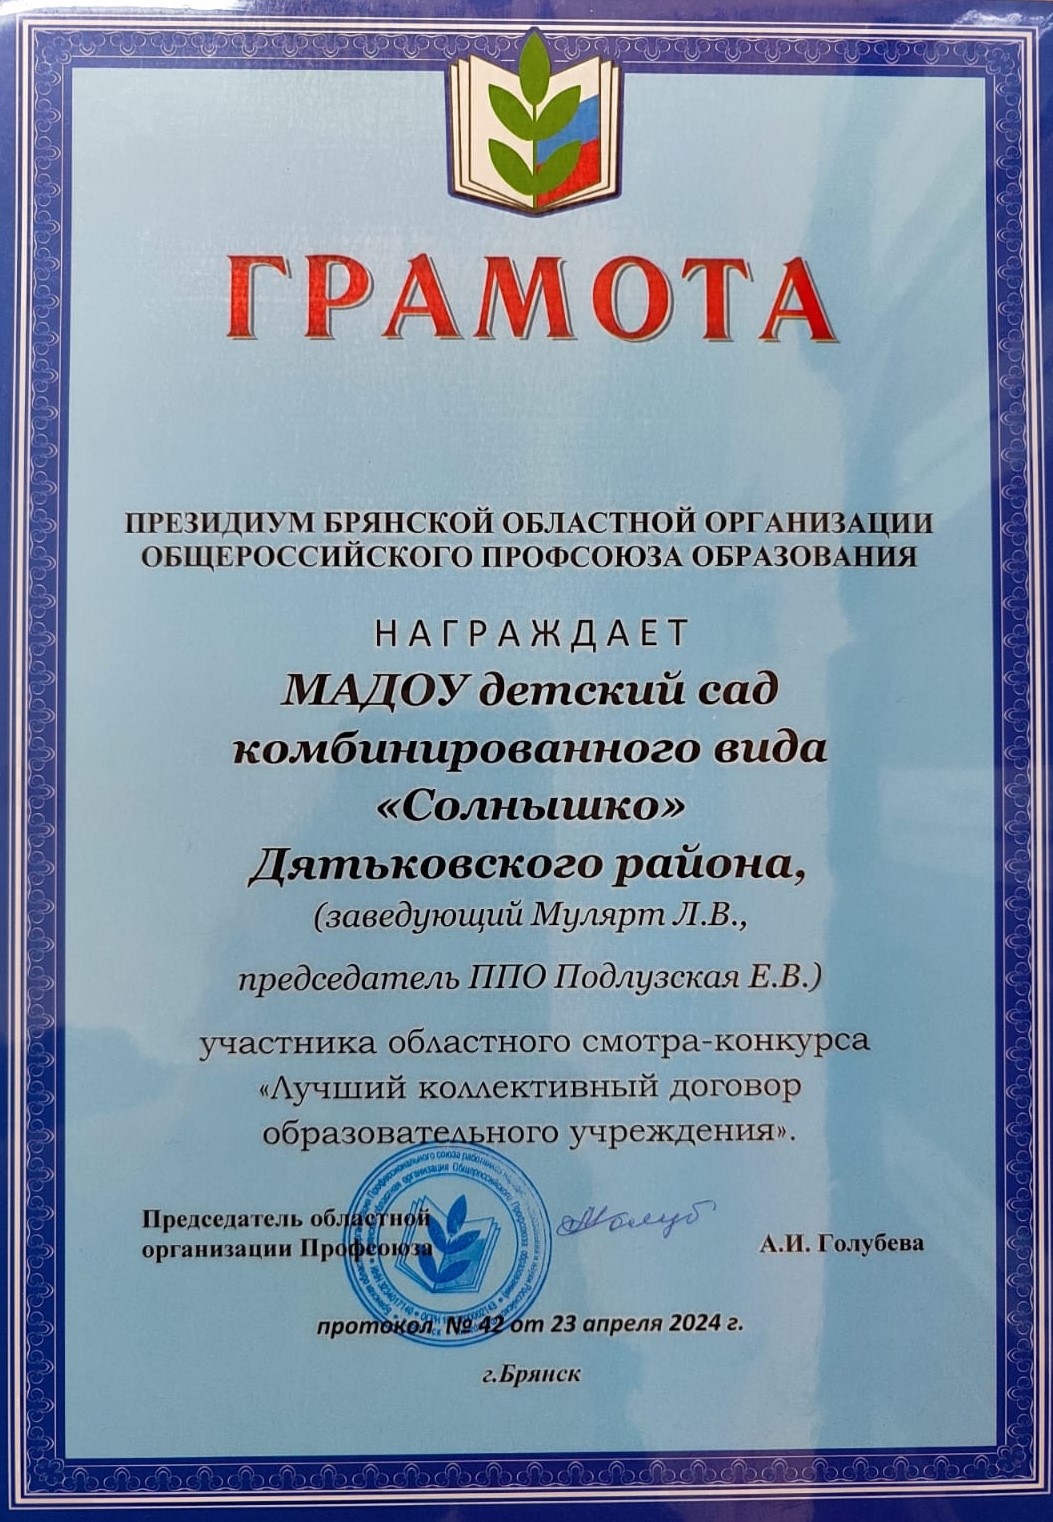 ГРАМОТА
ПРЕЗИДИУМ БРЯНСКОЙ ОБЛАСТНОЙ ОРГАНИЗАЦИИ
ОБЩЕРОССИЙСКОГО ПРОФСОЮЗА ОБРАЗОВАНИЯ
НАГРАЖДАЕТ
МАДОУ детский сад
комбинированного вида
«Солнышко»
Дятьковского района,
(заведующий Мулярт Л.В.,
председатель ППО Подлузская Е.В.)
участника областного смотра-конкурса
«Лучший коллективный договор
образовательного учреждения».
Председатель областной
организации Профсоюза
А.И. Голубева
протокол № 42 от 23 апреля 2024 г.
г.Брянск